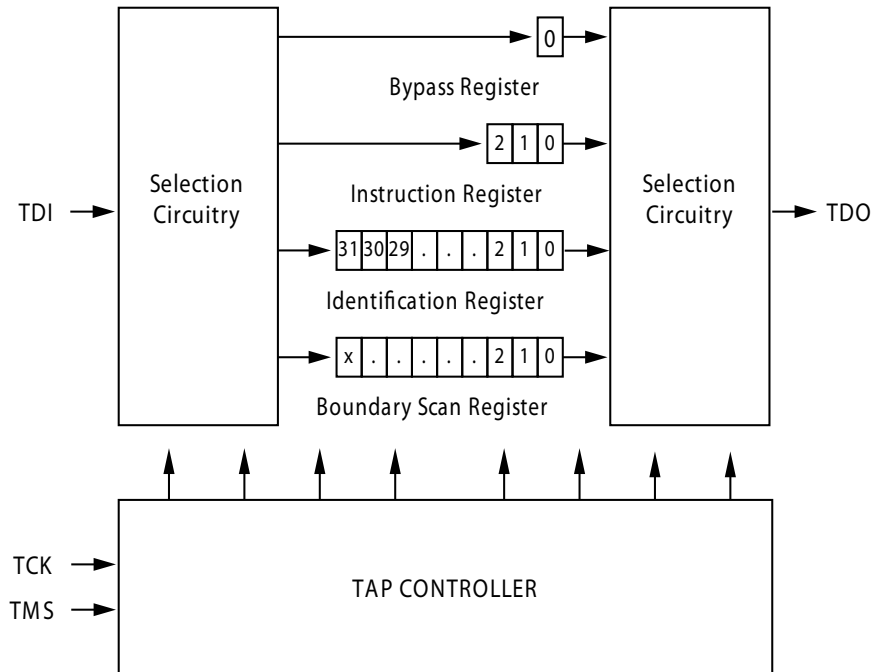 0
Bypass Register
2 1 0
Instruction Register
Selection
Circuitry
Selection
Circuitry
TDI
TDO
31 30 29 . . . 2 1 0
Identification Register
x . . . . . 2 1 0
Boundary Scan Register
TCK
TMS
TAP CONTROLLER